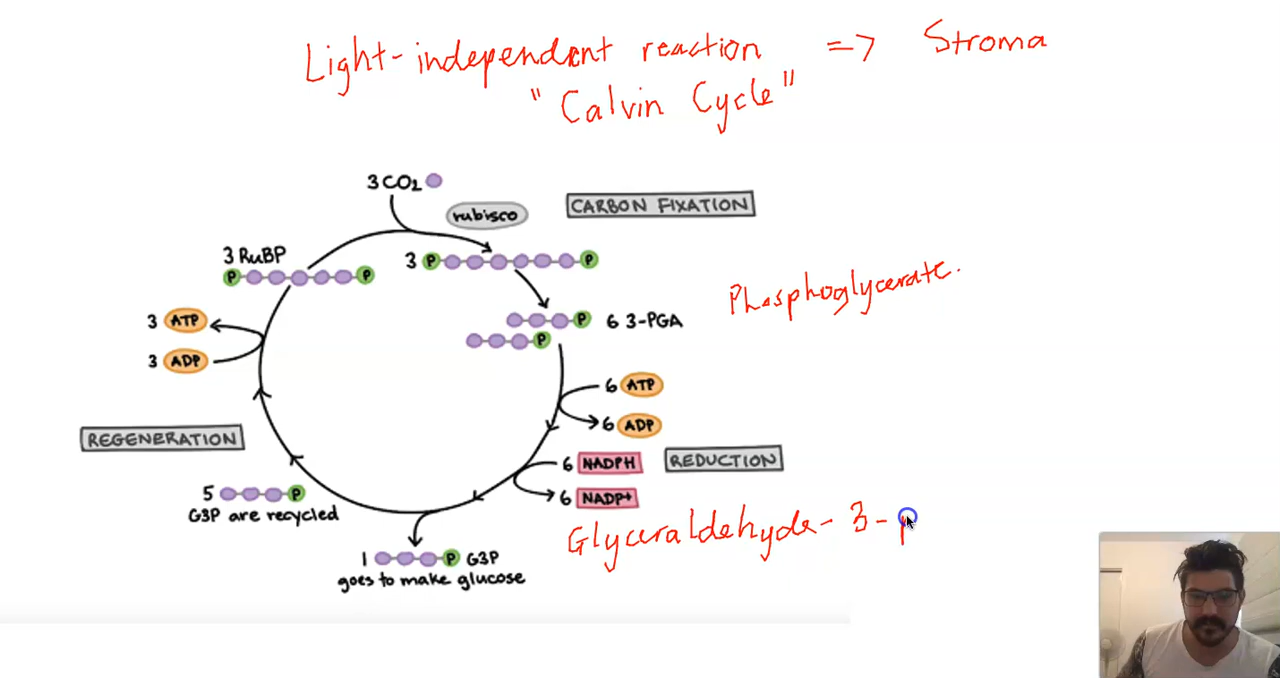 Light-independent reaction => Stroma
"Calvin Cycle"
3 CO2
rubisco
CARBON FIXATION
3 RuBP
P P
3 P P
Phosphoglycerate.
3 ATP
P 6 3-PGA
P
3 ADP
6 ATP
6 ADP
REGENERATION
6 NADPH
REDUCTION
6 NADP+
5 P
G3P are recycled
Glyceraldehyde-3-p
1 P G3P
goes to make glucose